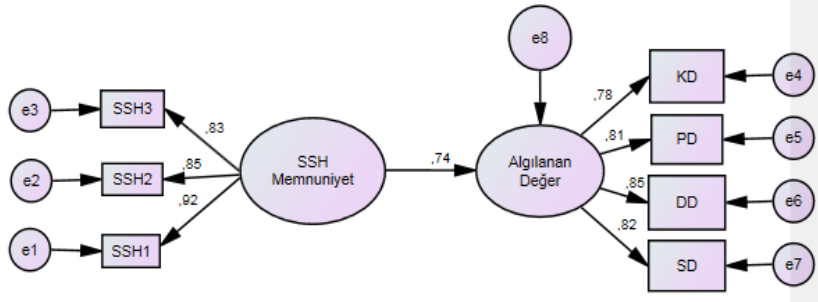 e8
KD
e4
,78
e3
SSH3
,83
,81
PD
e5
SSH
Memnuniyet
,74
Algılanan
Değer
e2
SSH2
,85
,85
DD
e6
,92
,82
e1
SSH1
SD
e7